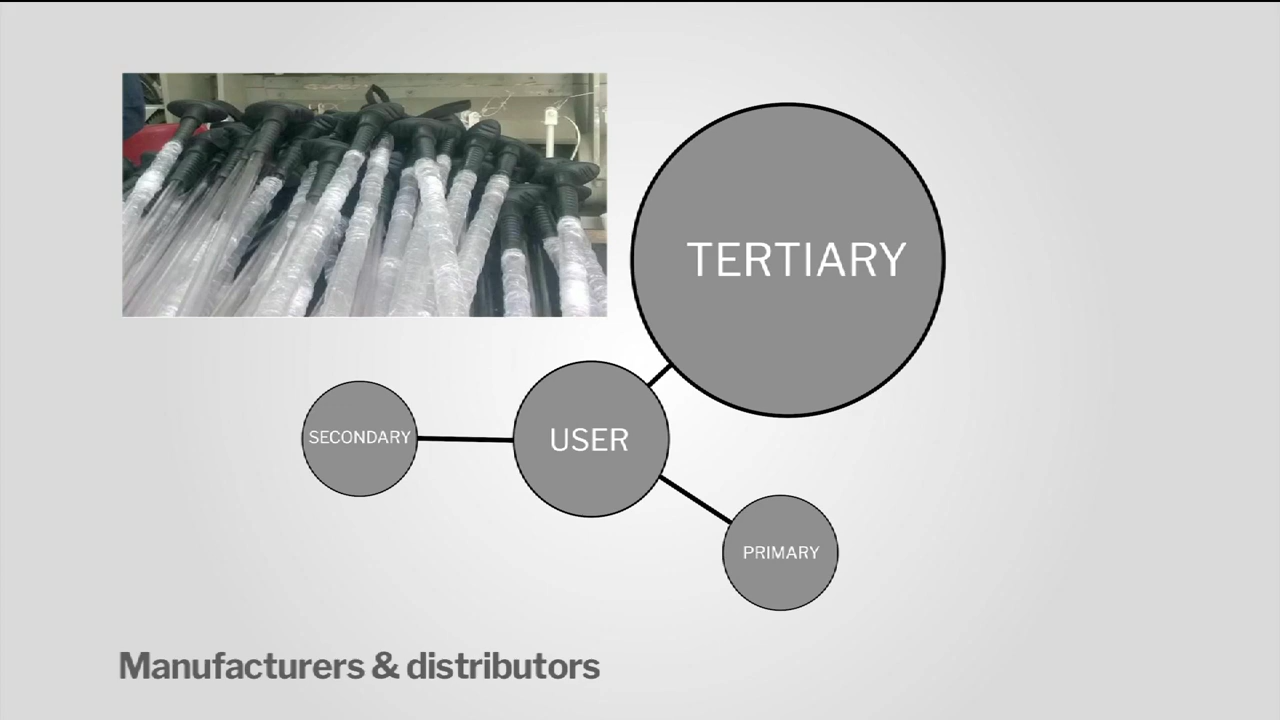 TERTIARY
SECONDARY
USER
PRIMARY
Manufacturers & distributors